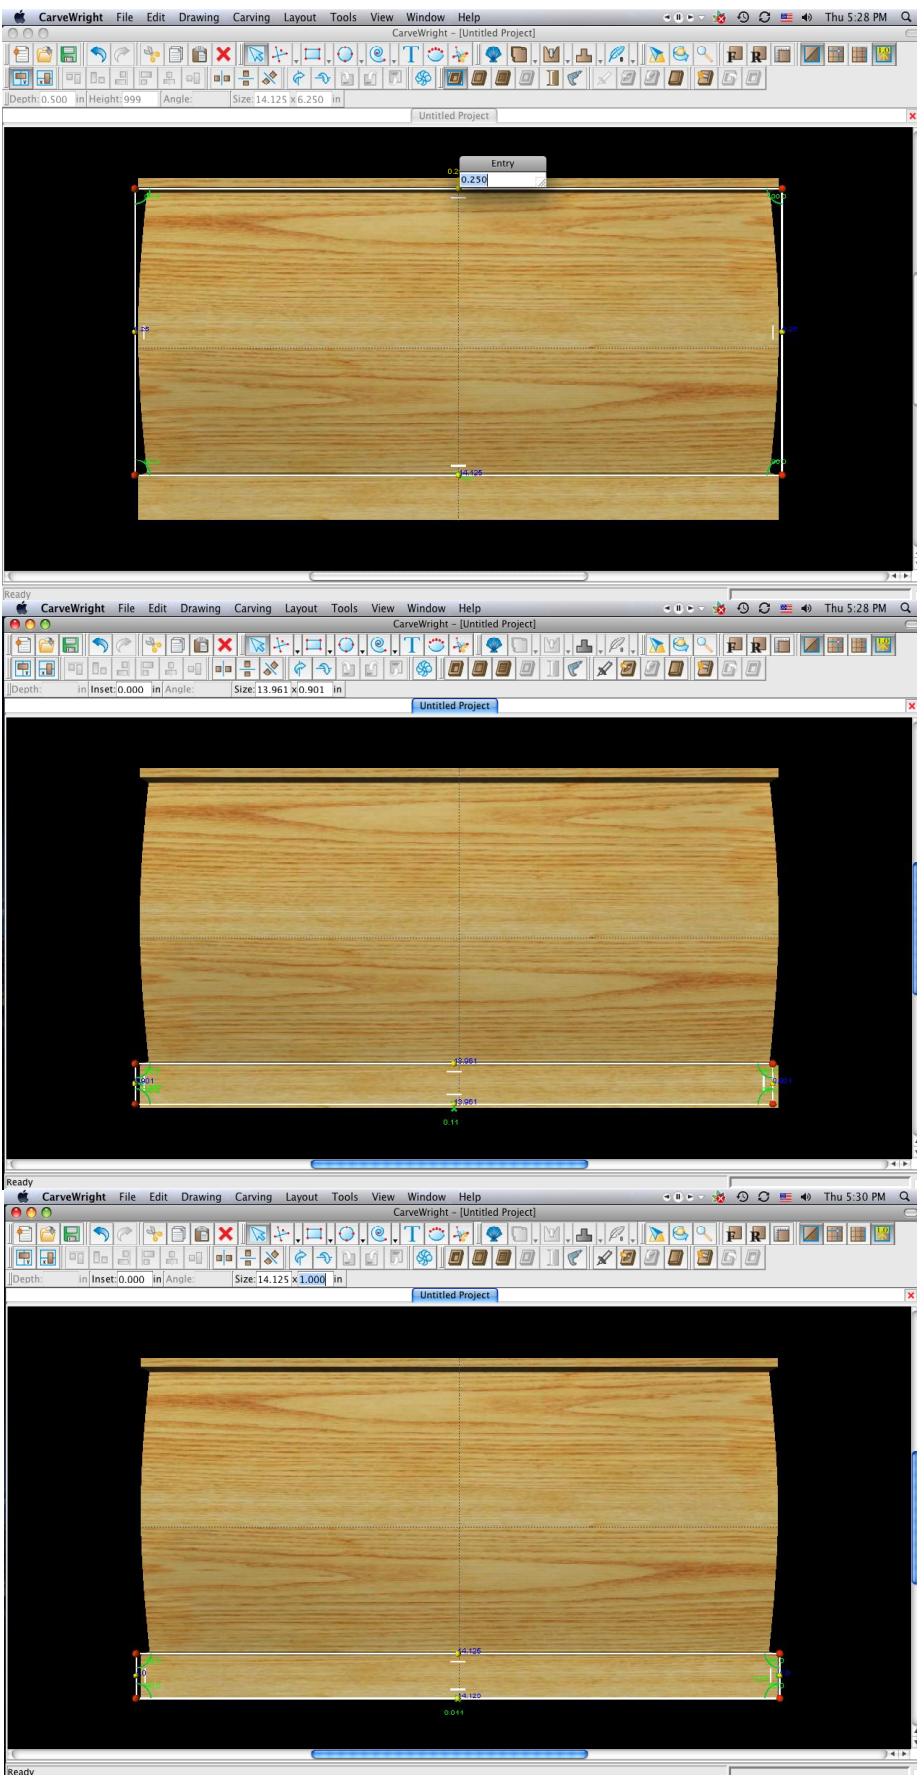 CarveWright File Edit Drawing Carving Layout Tools View Window Help Thu 5:28 PM
CarveWright - [Untitled Project]
Depth: 0.500 in Height: 999 Angle: Size: 14.125 x 6.250 in
Untitled Project
Entry
0.250
14.125
Ready
CarveWright File Edit Drawing Carving Layout Tools View Window Help Thu 5:28 PM
CarveWright - [Untitled Project]
Depth: in Inset: 0.000 in Angle: Size: 13.961 x 0.901 in
Untitled Project
13.961
13.961
0.11
Ready
CarveWright File Edit Drawing Carving Layout Tools View Window Help Thu 5:30 PM
CarveWright - [Untitled Project]
Depth: in Inset: 0.000 in Angle: Size: 14.125 x 1.000 in
Untitled Project
14.125
0.044
Ready